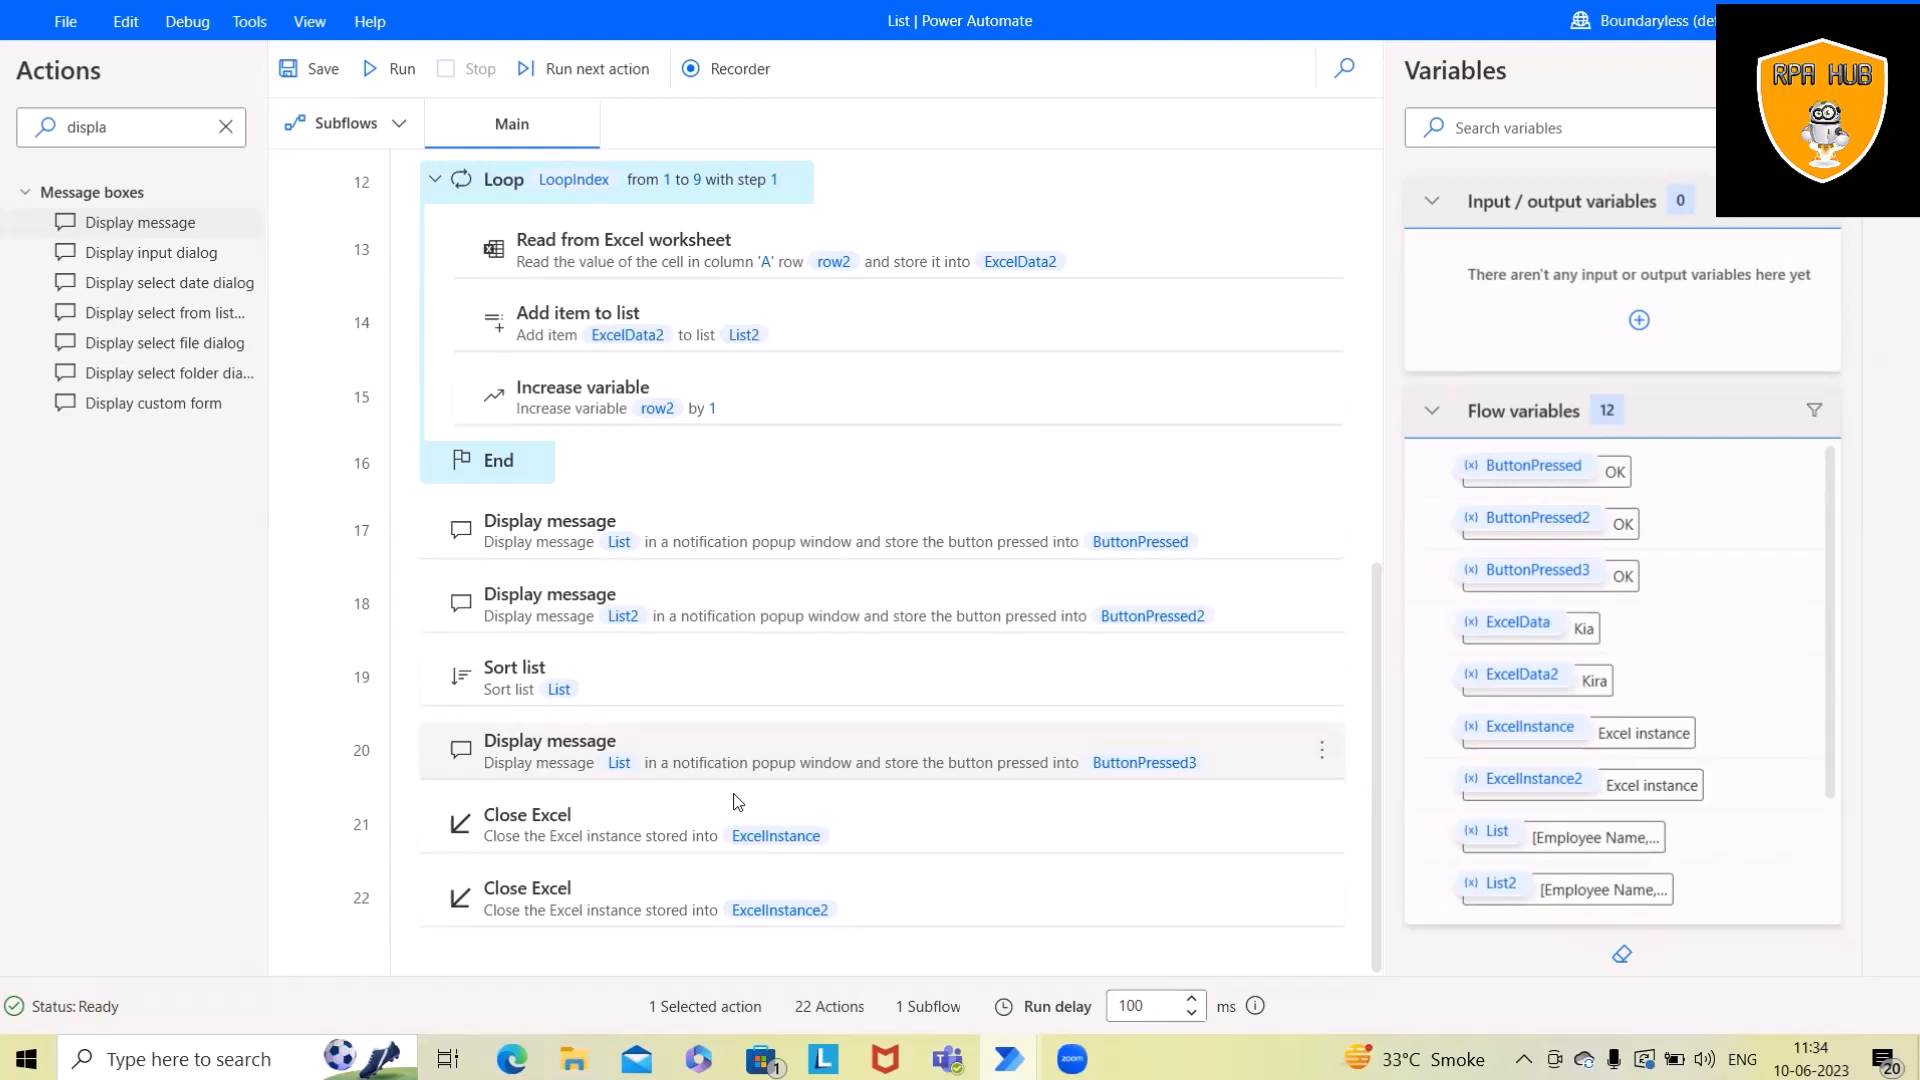 File Edit Debug Tools View Help
List | Power Automate
Boundaryless (def
RPA HUB
Actions
displa
Message boxes
Display message
Display input dialog
Display select date dialog
Display select from list...
Display select file dialog
Display select folder dia...
Display custom form
Save Run Stop Run next action Recorder
Subflows
Main
12
Loop LoopIndex from 1 to 9 with step 1
13
Read from Excel worksheet
Read the value of the cell in column 'A' row row2 and store it into ExcelData2
14
Add item to list
Add item ExcelData2 to list List2
15
Increase variable
Increase variable row2 by 1
16
End
17
Display message
Display message List in a notification popup window and store the button pressed into ButtonPressed
18
Display message
Display message List2 in a notification popup window and store the button pressed into ButtonPressed2
19
Sort list
Sort list List
20
Display message
Display message List in a notification popup window and store the button pressed into ButtonPressed3
21
Close Excel
Close the Excel instance stored into ExcelInstance
22
Close Excel
Close the Excel instance stored into ExcelInstance2
Variables
Search variables
Input / output variables 0
There aren't any input or output variables here yet
Flow variables 12
(x) ButtonPressed OK
(x) ButtonPressed2 OK
(x) ButtonPressed3 OK
(x) ExcelData Kia
(x) ExcelData2 Kira
(x) ExcelInstance Excel instance
(x) ExcelInstance2 Excel instance
(x) List [Employee Name,...
(x) List2 [Employee Name,...
Status: Ready
1 Selected action 22 Actions 1 Subflow Run delay 100 ms
Type here to search
1
L
zoom
33°C Smoke
ENG
11:34
10-06-2023
20